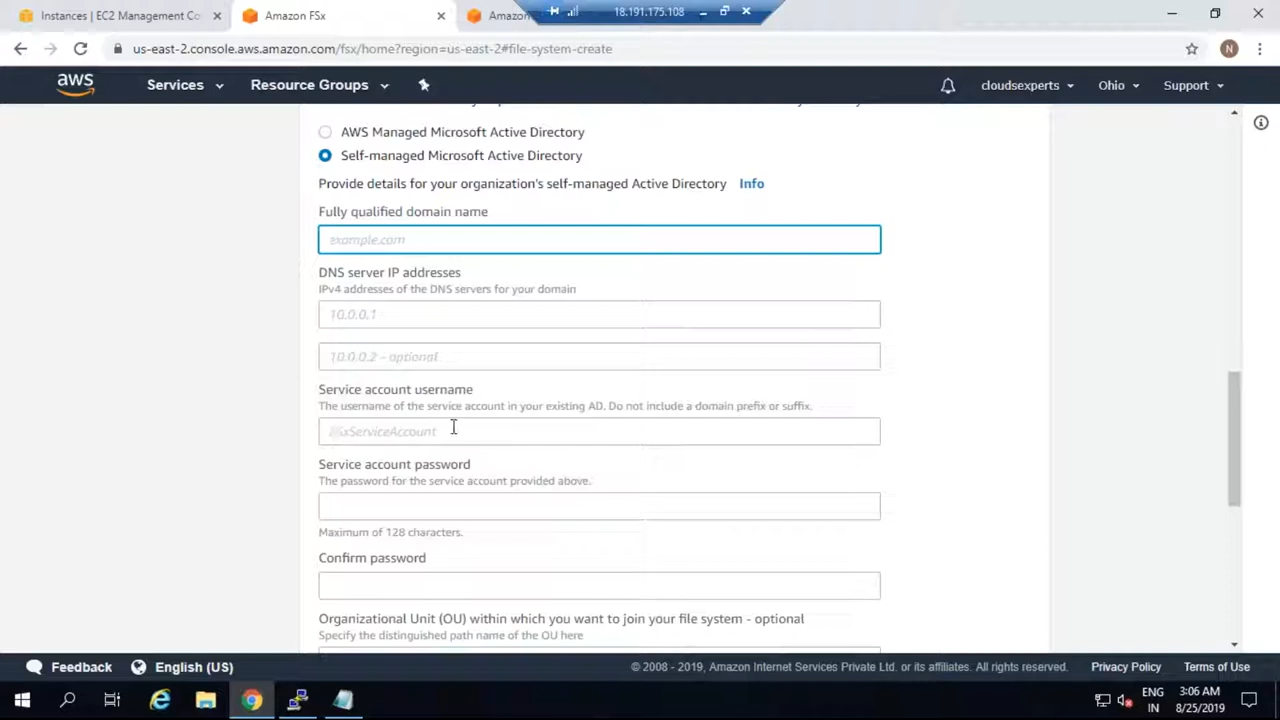 Instances | EC2 Management Co
Amazon FSx
Amazon
18.191.175.108
us-east-2.console.aws.amazon.com/fsx/home?region=us-east-2#file-system-create
N
aws
Services
Resource Groups
cloudsexperts
Ohio
Support
AWS Managed Microsoft Active Directory
Self-managed Microsoft Active Directory
Provide details for your organization's self-managed Active Directory Info
Fully qualified domain name
example.com
DNS server IP addresses
IPv4 addresses of the DNS servers for your domain
10.0.0.1
10.0.0.2 - optional
Service account username
The username of the service account in your existing AD. Do not include a domain prefix or suffix.
Service account password
The password for the service account provided above.
Maximum of 128 characters.
Confirm password
Organizational Unit (OU) within which you want to join your file system - optional
Specify the distinguished path name of the OU here
Feedback
English (US)
© 2008 - 2019, Amazon Internet Services Private Ltd. or its affiliates. All rights reserved.
Privacy Policy
Terms of Use
ENG
IN
3:06 AM
8/25/2019